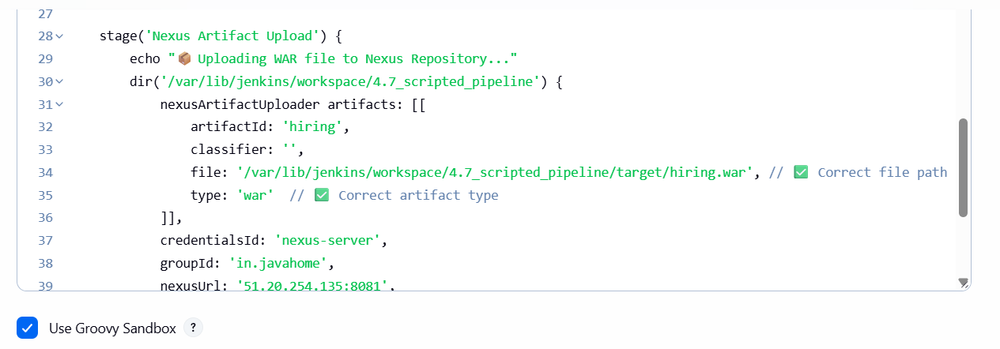 27
28 stage('Nexus Artifact Upload') {
29 echo "📦 Uploading WAR file to Nexus Repository..."
30 dir('/var/lib/jenkins/workspace/4.7_scripted_pipeline') {
31 nexusArtifactUploader artifacts: [[
32 artifactId: 'hiring',
33 classifier: '',
34 file: '/var/lib/jenkins/workspace/4.7_scripted_pipeline/target/hiring.war', // ✅ Correct file path
35 type: 'war' // ✅ Correct artifact type
36 ]],
37 credentialsId: 'nexus-server',
38 groupId: 'in.javahome',
39 nexusUrl: '51.20.254.135:8081',
Use Groovy Sandbox ?